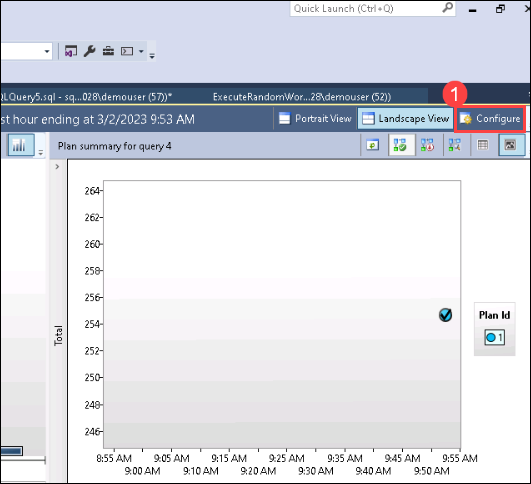 Quick Launch (Ctrl+Q)
QLQuery5.sql - sq...028\demouser (57))*
ExecuteRandomWor...28\demouser (52))
1
st hour ending at 3/2/2023 9:53 AM
Portrait View
Landscape View
Configure
Plan summary for query 4
Total
264
262
260
258
256
254
252
250
248
246
Plan Id
1
8:55 AM 9:05 AM 9:15 AM 9:25 AM 9:35 AM 9:45 AM 9:55 AM
9:00 AM 9:10 AM 9:20 AM 9:30 AM 9:40 AM 9:50 AM